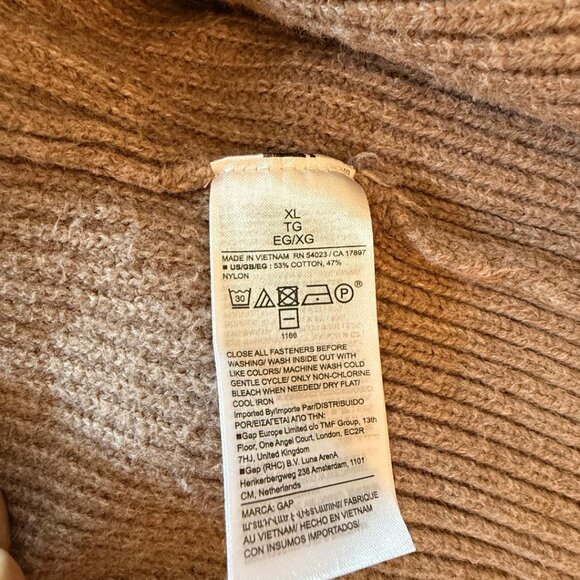 XL
TG
EG/XG
MADE IN VIETNAM RN 54023 / CA 17897
■ US/GB/EG : 53% COTTON, 47%
NYLON
30
P
®
1166
CLOSE ALL FASTENERS BEFORE
WASHING/ WASH INSIDE OUT WITH
LIKE COLORS/ MACHINE WASH COLD
GENTLE CYCLE/ ONLY NON-CHLORINE
BLEACH WHEN NEEDED/ DRY FLAT/
COOL IRON
Imported By/Importe Par/DISTRIBUIDO
POR/ΕΙΣΑΓΕΤΑΙ ΑΠΟ ΤΗΝ:
■Gap Europe Limited c/o TMF Group, 13th
Floor, One Angel Court, London, EC2R
7HJ, United Kingdom
■Gap (RHC) B.V. Luna ArenA
Herikerbergweg 238 Amsterdam, 1101
CM, Netherlands
MARCA: GAP
FABRIQUE
AU VIETNAM/ HECHO EN VIETNAM
CON INSUMOS IMPORTADOS/